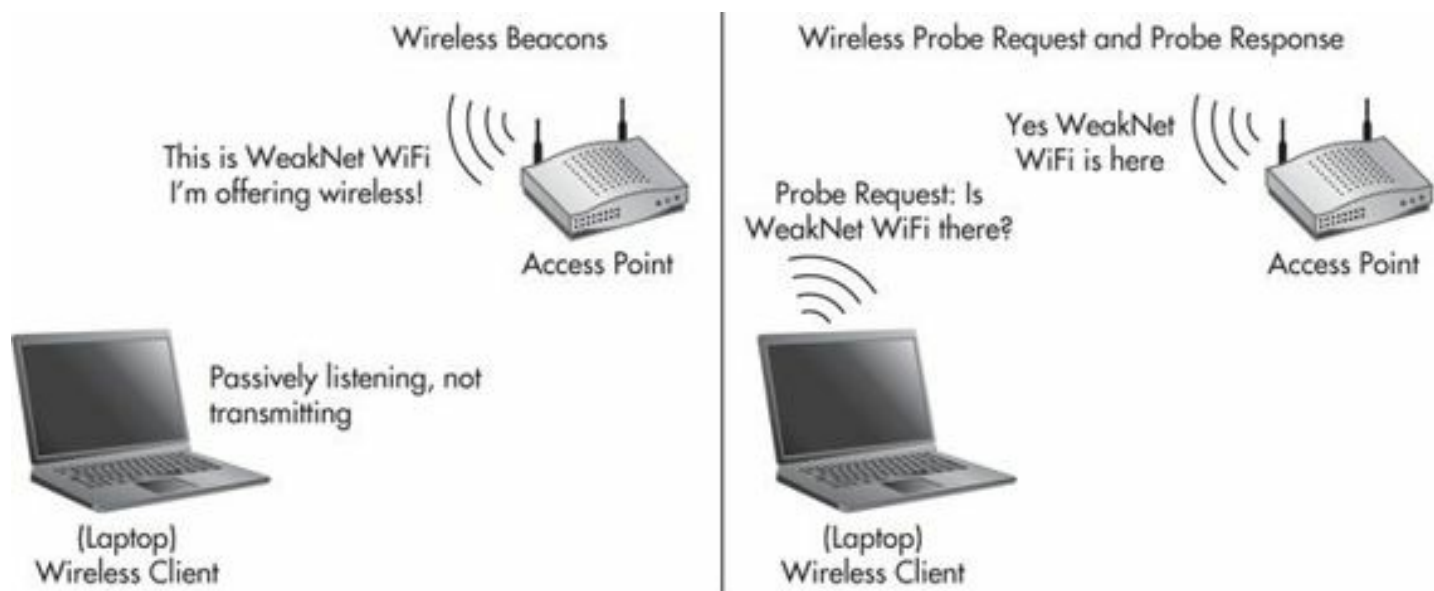 Wireless Beacons
This is WeakNet WiFi
I'm offering wireless!
Access Point
Passively listening, not
transmitting
(Laptop)
Wireless Client
Wireless Probe Request and Probe Response
Yes WeakNet
WiFi is here
Probe Request: Is
WeakNet WiFi there?
Access Point
(Laptop)
Wireless Client